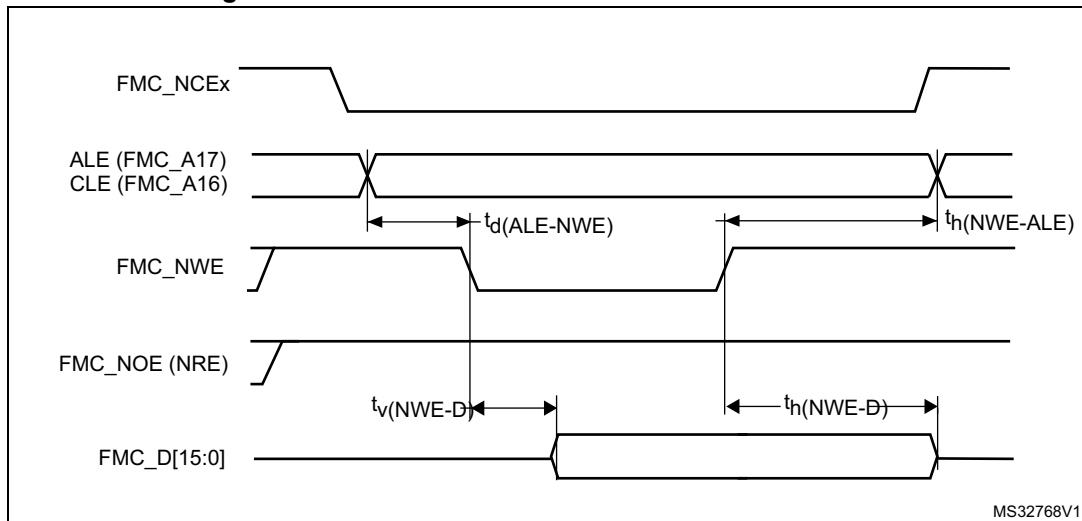 FMC_NCEx
ALE (FMC_A17)
CLE (FMC_A16)
td(ALE-NWE)
th(NWE-ALE)
FMC_NWE
FMC_NOE (NRE)
tv(NWE-D)
th(NWE-D)
FMC_D[15:0]
MS32768V1